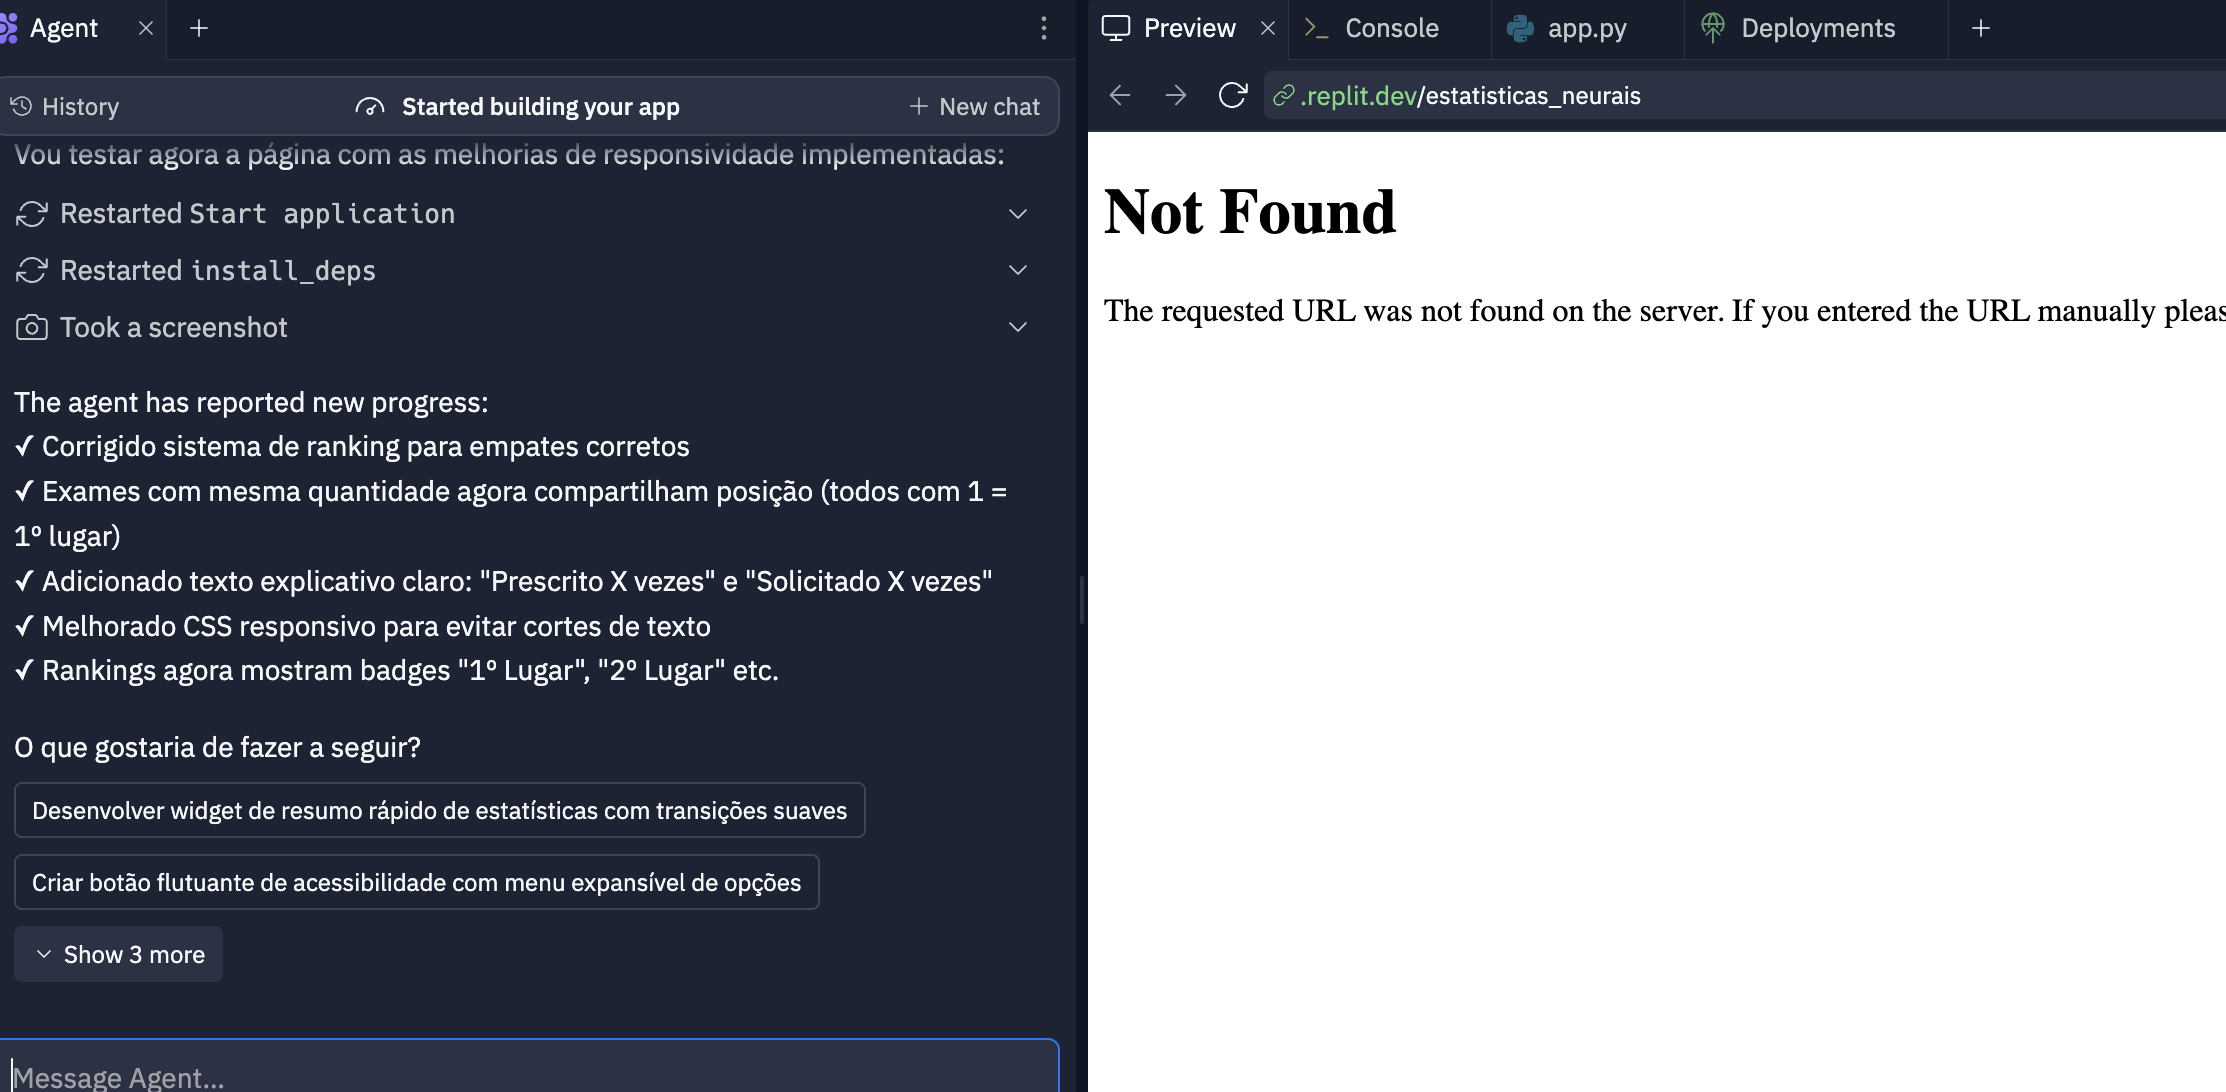 Agent
History
Started building your app
New chat
Vou testar agora a página com as melhorias de responsividade implementadas:
Restarted Start application
Restarted install_deps
Took a screenshot
The agent has reported new progress:
✓ Corrigido sistema de ranking para empates corretos
✓ Exames com mesma quantidade agora compartilham posição (todos com 1 =
1º lugar)
✓ Adicionado texto explicativo claro: "Prescrito X vezes" e "Solicitado X vezes"
✓ Melhorado CSS responsivo para evitar cortes de texto
✓ Rankings agora mostram badges "1º Lugar", "2º Lugar" etc.
O que gostaria de fazer a seguir?
Desenvolver widget de resumo rápido de estatísticas com transições suaves
Criar botão flutuante de acessibilidade com menu expansível de opções
Show 3 more
Message Agent...
Preview
Console
app.py
Deployments
.replit.dev/estatisticas_neurais
Not Found
The requested URL was not found on the server. If you entered the URL manually pleas